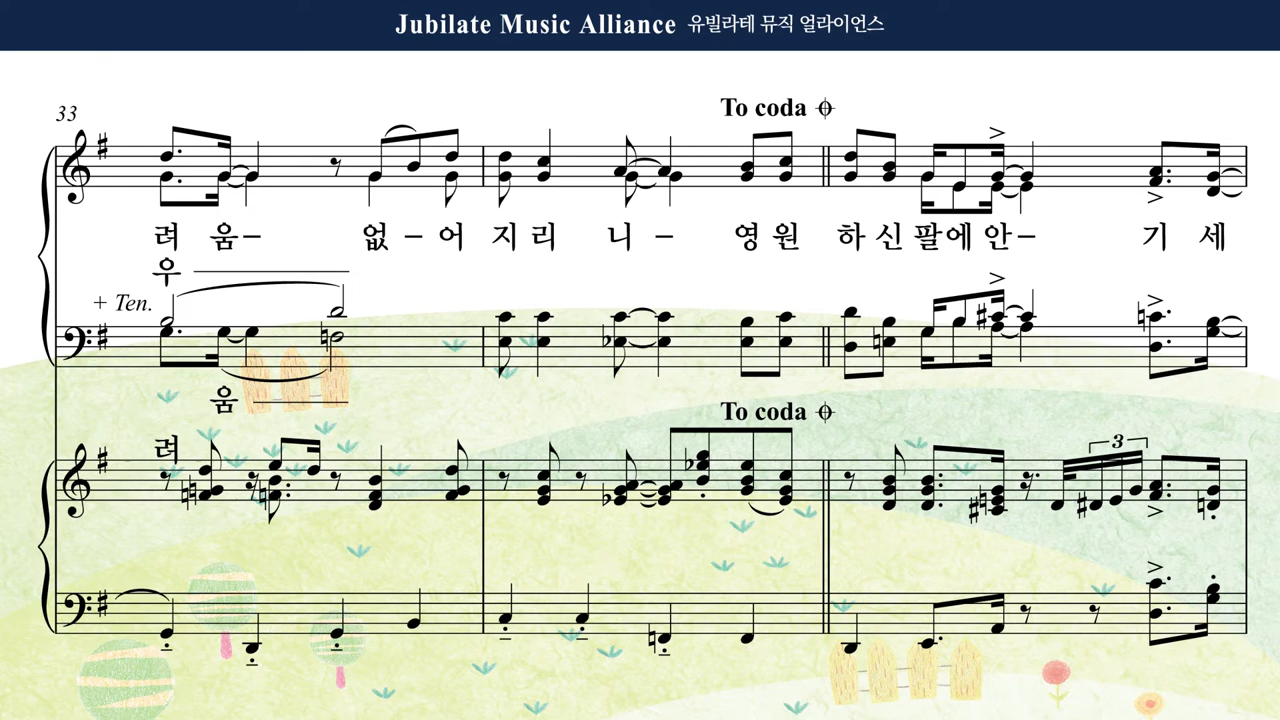 Jubilate Music Alliance 유빌라테 뮤직 얼라이언스
33
To coda
려 움– 없 – 어 지 리 니 – 영 원 하 신 팔 에 안– 기 세
우
+ Ten.
움
To coda
려
3